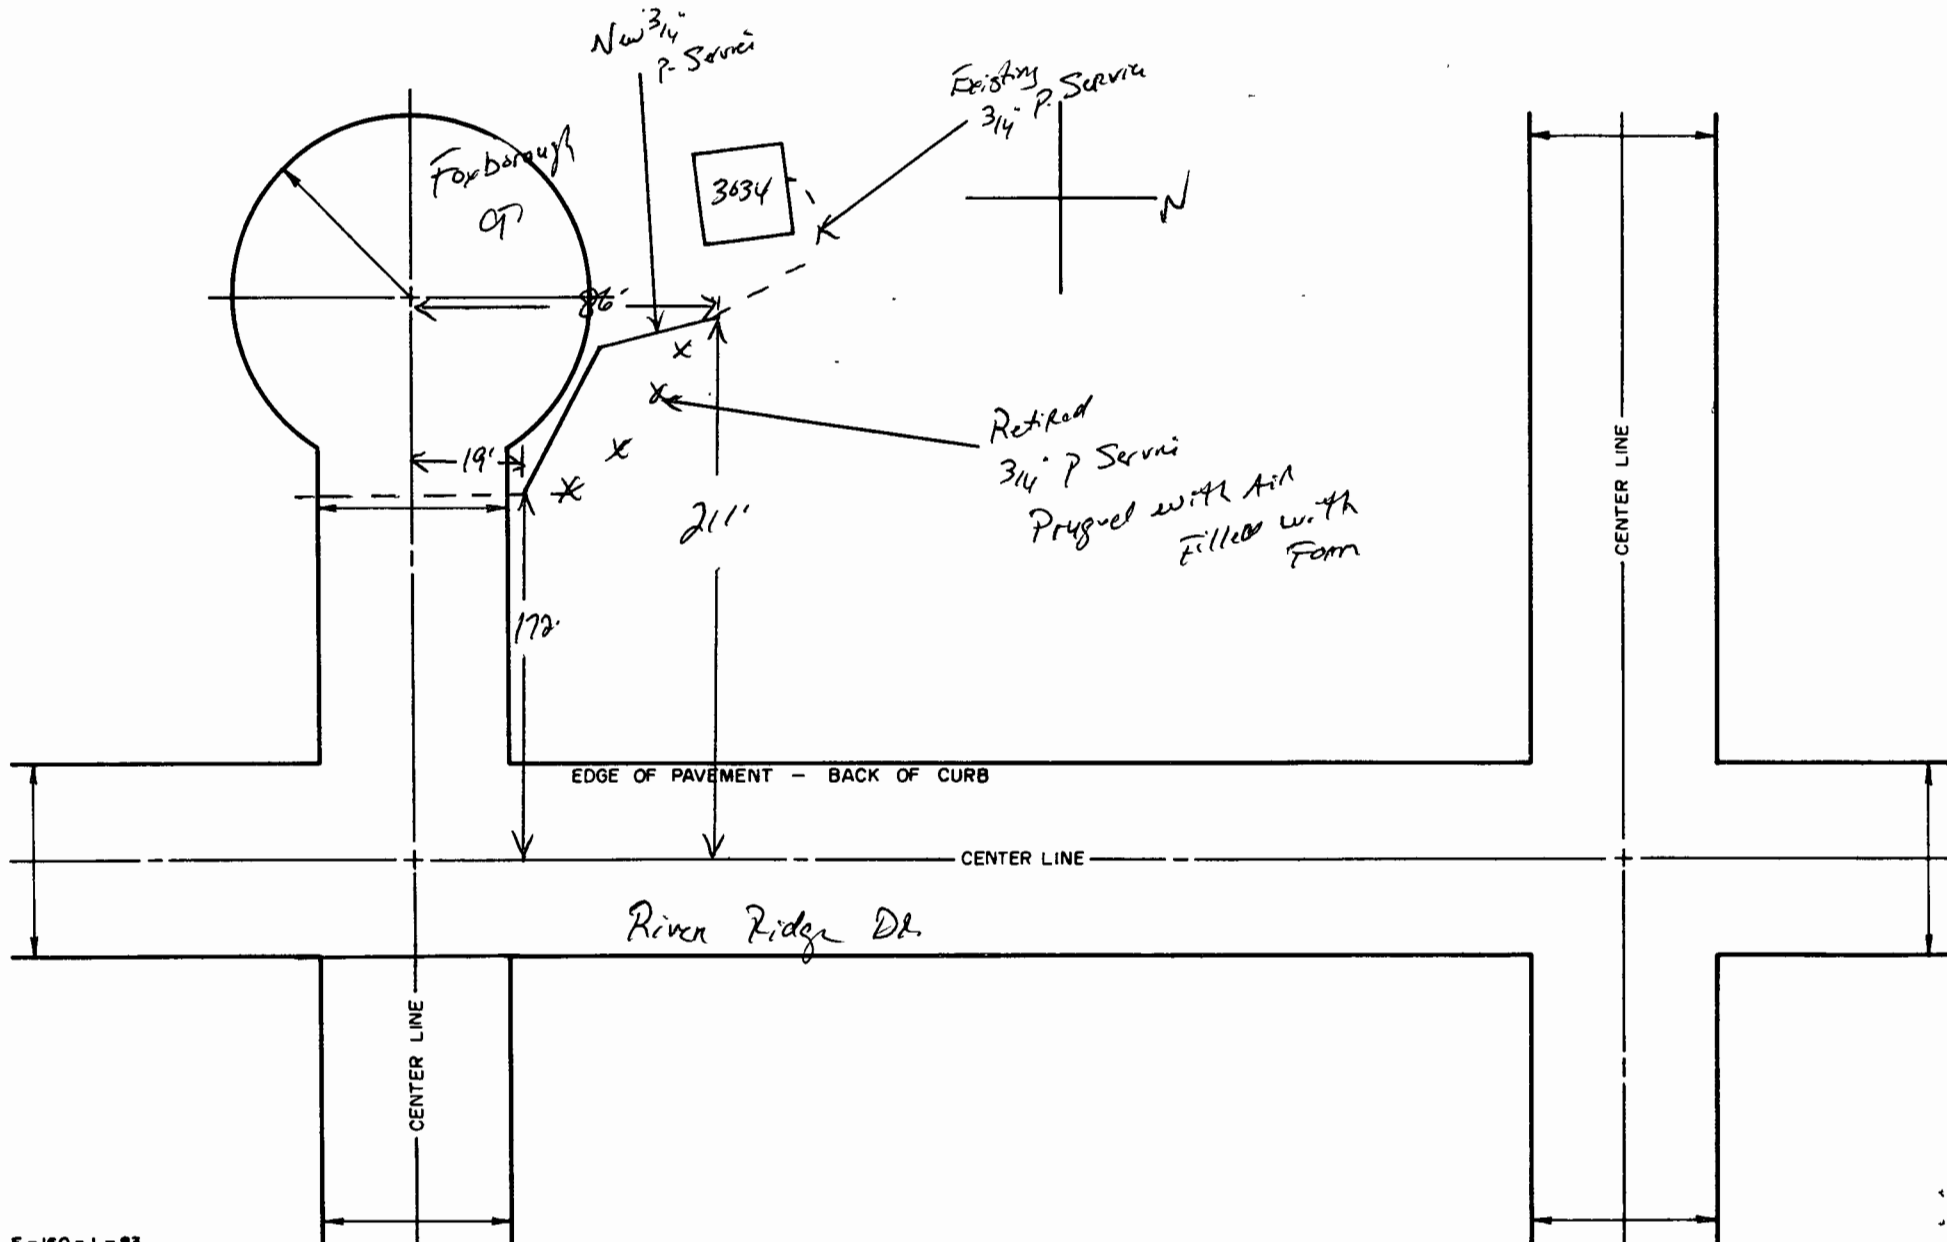 New 3/4"
P. Service
Existing
3/4" P. Service
Foxborough
CT
3634
N
86'
19'
211'
172'
Retired
3/4" P Service
Prugred with Air
Filled with
Foam
CENTER LINE
EDGE OF PAVEMENT - BACK OF CURB
CENTER LINE
River Ridge DR.
CENTER LINE